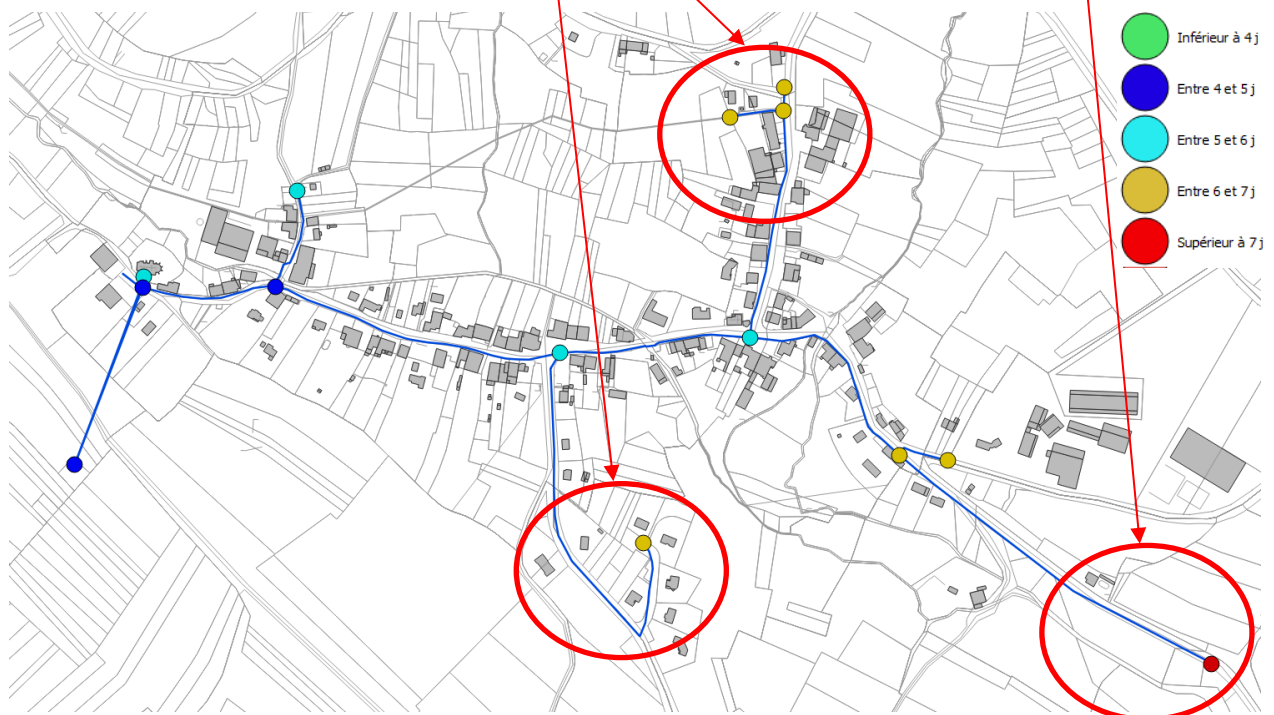 Inférieur à 4 j
Entre 4 et 5 j
Entre 5 et 6 j
Entre 6 et 7 j
Supérieur à 7 j